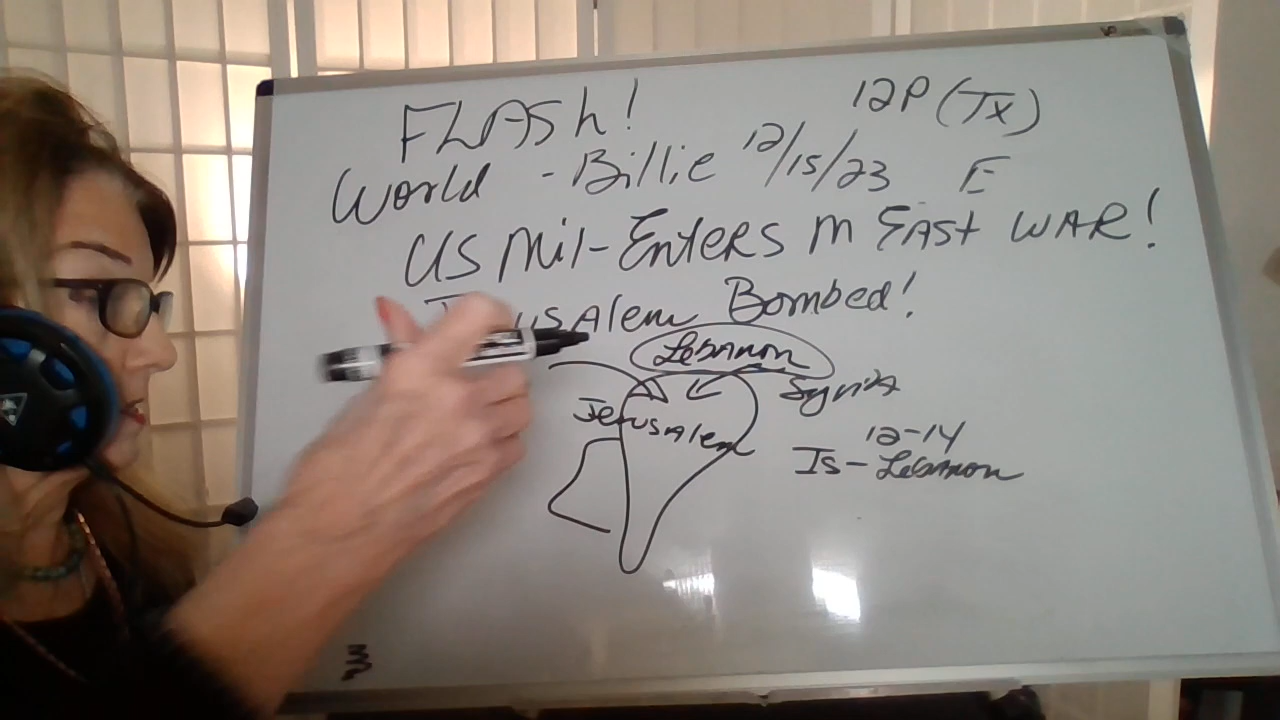 FLASh! 12P (TX)
World - Billie 12/15/23 E
US Mil - Enters M EAst WAR!
Jerusalem Bombed!
Lebanon
Syria
Jerusalem
12-14
Is - Lebanon